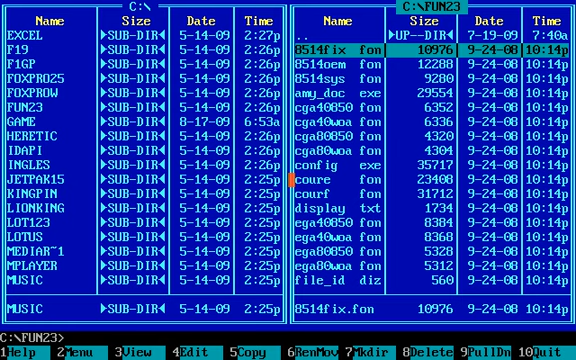 C:\
Name Size Date Time
EXCEL ►SUB-DIR◄ 5-14-09 2:27p
F19 ►SUB-DIR◄ 5-14-09 2:26p
F1GP ►SUB-DIR◄ 5-14-09 2:26p
FOXPRO25 ►SUB-DIR◄ 5-14-09 2:26p
FOXPROW ►SUB-DIR◄ 5-14-09 2:26p
FUN23 ►SUB-DIR◄ 5-14-09 2:26p
GAME ►SUB-DIR◄ 8-17-09 6:53a
HERETIC ►SUB-DIR◄ 5-14-09 2:26p
IDAPI ►SUB-DIR◄ 5-14-09 2:26p
INGLES ►SUB-DIR◄ 5-14-09 2:26p
JETPAK15 ►SUB-DIR◄ 5-14-09 2:25p
KINGPIN ►SUB-DIR◄ 5-14-09 2:25p
LIONKING ►SUB-DIR◄ 5-14-09 2:25p
LOT123 ►SUB-DIR◄ 5-14-09 2:25p
LOTUS ►SUB-DIR◄ 5-14-09 2:25p
MEDIAR~1 ►SUB-DIR◄ 5-14-09 2:25p
MPLAYER ►SUB-DIR◄ 5-14-09 2:25p
MUSIC ►SUB-DIR◄ 5-14-09 2:25p
MUSIC ►SUB-DIR◄ 5-14-09 2:25p
C:\FUN23
Name Size Date Time
.. ►UP--DIR◄ 7-19-09 7:40a
8514fix fon 10976 9-24-08 10:14p
8514oem fon 12288 9-24-08 10:14p
8514sys fon 9280 9-24-08 10:14p
amy_doc exe 29554 9-24-08 10:14p
cga40850 fon 6352 9-24-08 10:14p
cga40woa fon 6336 9-24-08 10:14p
cga80850 fon 4320 9-24-08 10:14p
cga80woa fon 4304 9-24-08 10:14p
config exe 35717 9-24-08 10:14p
coure fon 23408 9-24-08 10:14p
courf fon 31712 9-24-08 10:14p
display txt 1734 9-24-08 10:14p
ega40850 fon 8384 9-24-08 10:14p
ega40woa fon 8368 9-24-08 10:14p
ega80850 fon 5328 9-24-08 10:14p
ega80woa fon 5312 9-24-08 10:14p
file_id diz 560 9-24-08 10:14p
8514fix.fon 10976 9-24-08 10:14p
C:\FUN23>
1Help 2Menu 3View 4Edit 5Copy 6RenMov 7Mkdir 8Delete 9PullDn 10Quit